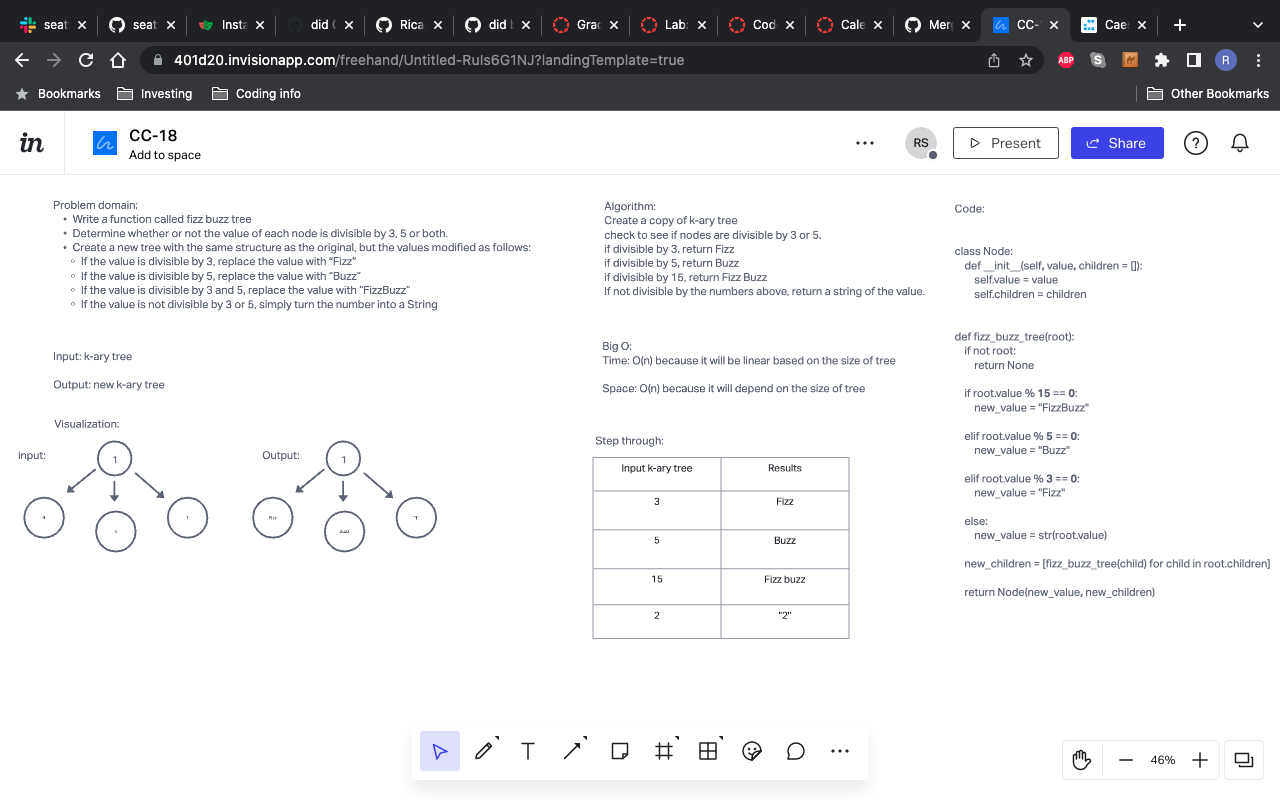 seat
seat
Insta
did
Rica
did b
Grac
Lab:
Cod
Cale
Mer
CC-
Cae
401d20.invisionapp.com/freehand/Untitled-RuIs6G1NJ?landingTemplate=true
ABP
S
R
Bookmarks
Investing
Coding info
Other Bookmarks
in
CC-18
Add to space
RS
Present
Share
?
Problem domain:
• Write a function called fizz buzz tree
• Determine whether or not the value of each node is divisible by 3, 5 or both.
• Create a new tree with the same structure as the original, but the values modified as follows:
◦ If the value is divisible by 3, replace the value with “Fizz”
◦ If the value is divisible by 5, replace the value with “Buzz”
◦ If the value is divisible by 3 and 5, replace the value with “FizzBuzz”
◦ If the value is not divisible by 3 or 5, simply turn the number into a String
Input: k-ary tree
Output: new k-ary tree
Visualization:
input:
1
3
5
Output:
1
Fizz
Buzz
Algorithm:
Create a copy of k-ary tree
check to see if nodes are divisible by 3 or 5.
if divisible by 3. return Fizz
if divisible by 5, return Buzz
if divisible by 15, return Fizz Buzz
If not divisible by the numbers above, return a string of the value.
Big O:
Time: O(n) because it will be linear based on the size of tree
Space: O(n) because it will depend on the size of tree
Step through:
Input k-ary tree Results
3 Fizz
5 Buzz
15 Fizz buzz
2 "2"
Code:
class Node:
def __init__(self, value, children = []):
self.value = value
self.children = children
def fizz_buzz_tree(root):
if not root:
return None
if root.value % 15 == 0:
new_value = "FizzBuzz"
elif root.value % 5 == 0:
new_value = "Buzz"
elif root.value % 3 == 0:
new_value = "Fizz"
else:
new_value = str(root.value)
new_children = [fizz_buzz_tree(child) for child in root.children]
return Node(new_value, new_children)
T
46%